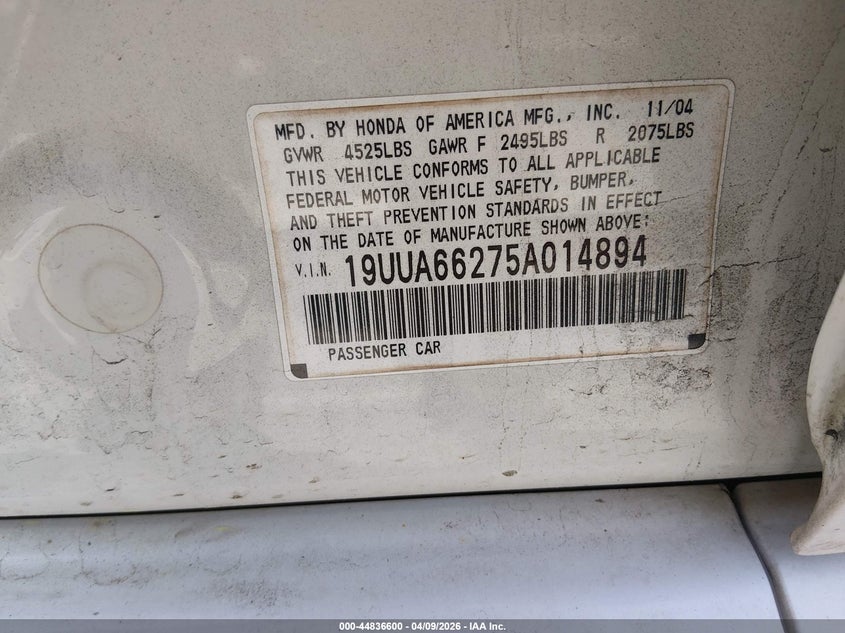 MFD. BY HONDA OF AMERICA MFG., INC. 11/04
GVWR 4525LBS GAWR F 2495LBS R 2075LBS
THIS VEHICLE CONFORMS TO ALL APPLICABLE
FEDERAL MOTOR VEHICLE SAFETY, BUMPER,
AND THEFT PREVENTION STANDARDS IN EFFECT
ON THE DATE OF MANUFACTURE SHOWN ABOVE:
V.I.N. 19UUA66275A014894
PASSENGER CAR
000-44836600 - 04/09/2026 - IAA Inc.